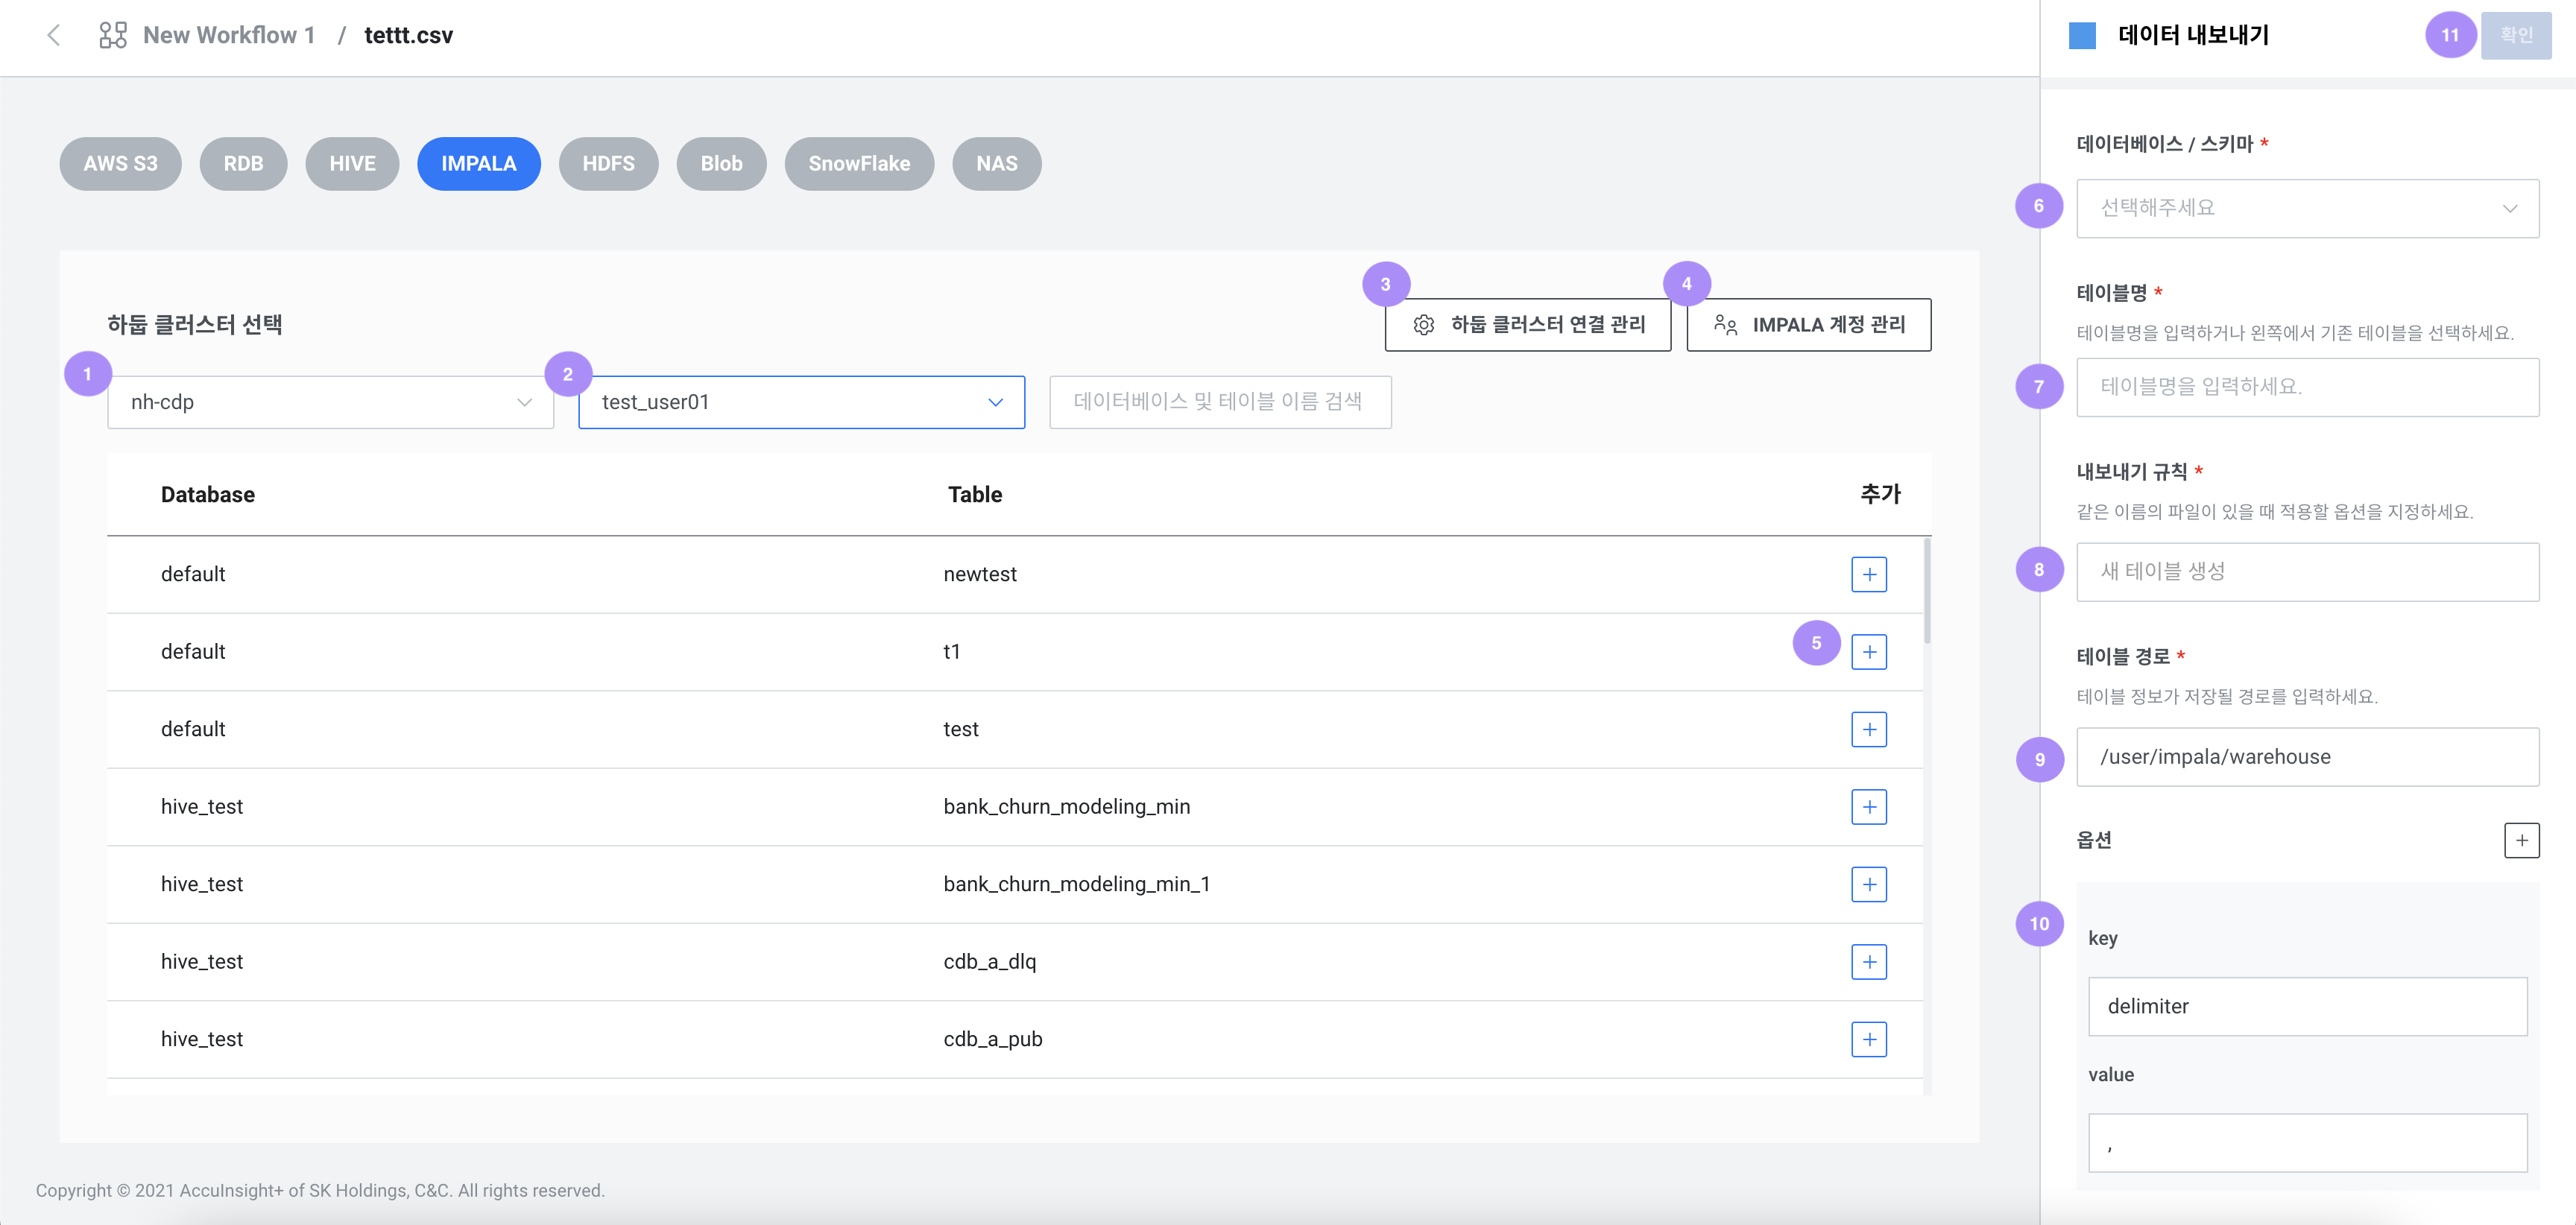 New Workflow 1 / tettt.csv
AWS S3 RDB HIVE IMPALA HDFS Blob SnowFlake NAS
하둡 클러스터 선택
3 하둡 클러스터 연결 관리
4 IMPALA 계정 관리
1 nh-cdp
2 test_user01
데이터베이스 및 테이블 이름 검색
Database Table 추가
default newtest
default t1 5
default test
hive_test bank_churn_modeling_min
hive_test bank_churn_modeling_min_1
hive_test cdb_a_dlq
hive_test cdb_a_pub
Copyright © 2021 AccuInsight+ of SK Holdings, C&C. All rights reserved.
데이터 내보내기 11 확인
데이터베이스 / 스키마 *
6 선택해주세요
테이블명 *
테이블명을 입력하거나 왼쪽에서 기존 테이블을 선택하세요.
7 테이블명을 입력하세요.
내보내기 규칙 *
같은 이름의 파일이 있을 때 적용할 옵션을 지정하세요.
8 새 테이블 생성
테이블 경로 *
테이블 정보가 저장될 경로를 입력하세요.
9 /user/impala/warehouse
옵션
10
key
delimiter
value
,